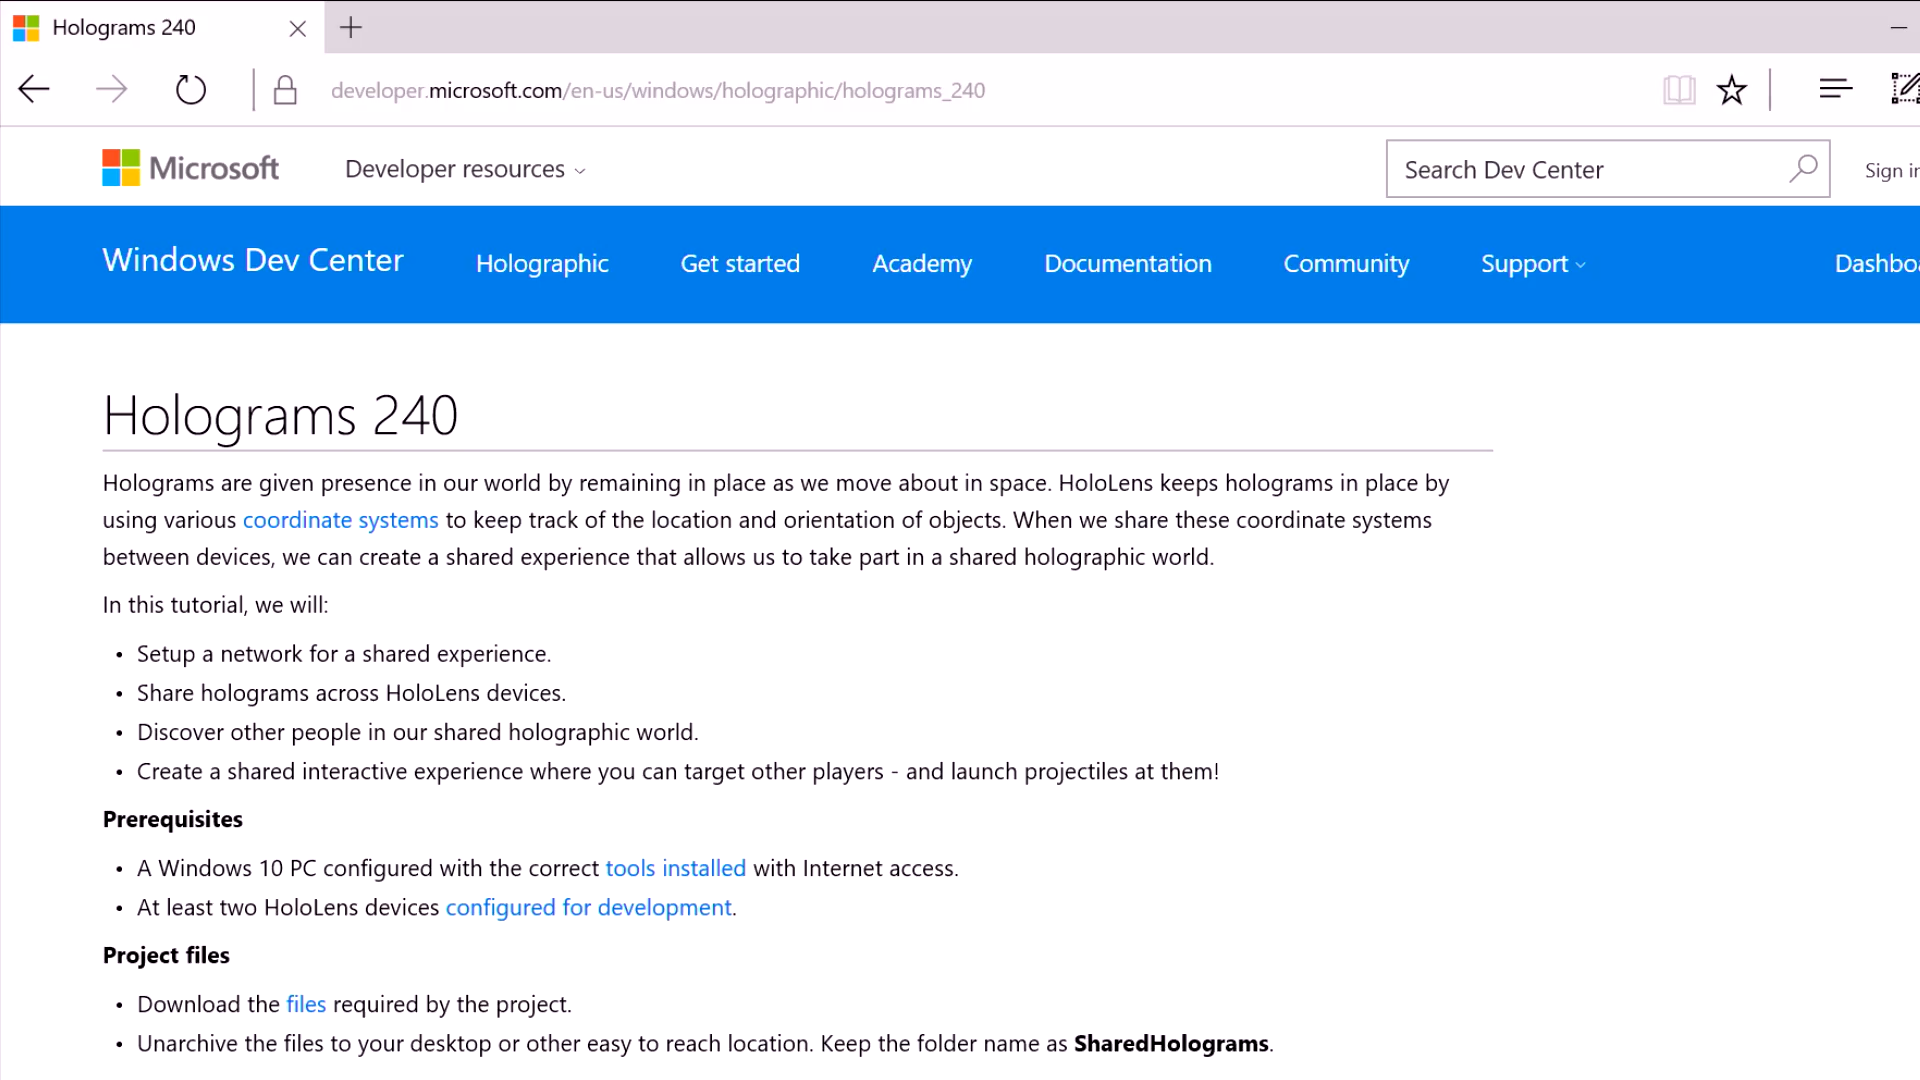 Holograms 240
developer.microsoft.com/en-us/windows/holographic/holograms_240
Microsoft
Developer resources
Search Dev Center
Sign in
Windows Dev Center
Holographic
Get started
Academy
Documentation
Community
Support
Dashboa
Holograms 240
Holograms are given presence in our world by remaining in place as we move about in space. HoloLens keeps holograms in place by
using various coordinate systems to keep track of the location and orientation of objects. When we share these coordinate systems
between devices, we can create a shared experience that allows us to take part in a shared holographic world.
In this tutorial, we will:
• Setup a network for a shared experience.
• Share holograms across HoloLens devices.
• Discover other people in our shared holographic world.
• Create a shared interactive experience where you can target other players - and launch projectiles at them!
Prerequisites
• A Windows 10 PC configured with the correct tools installed with Internet access.
• At least two HoloLens devices configured for development.
Project files
• Download the files required by the project.
• Unarchive the files to your desktop or other easy to reach location. Keep the folder name as SharedHolograms.